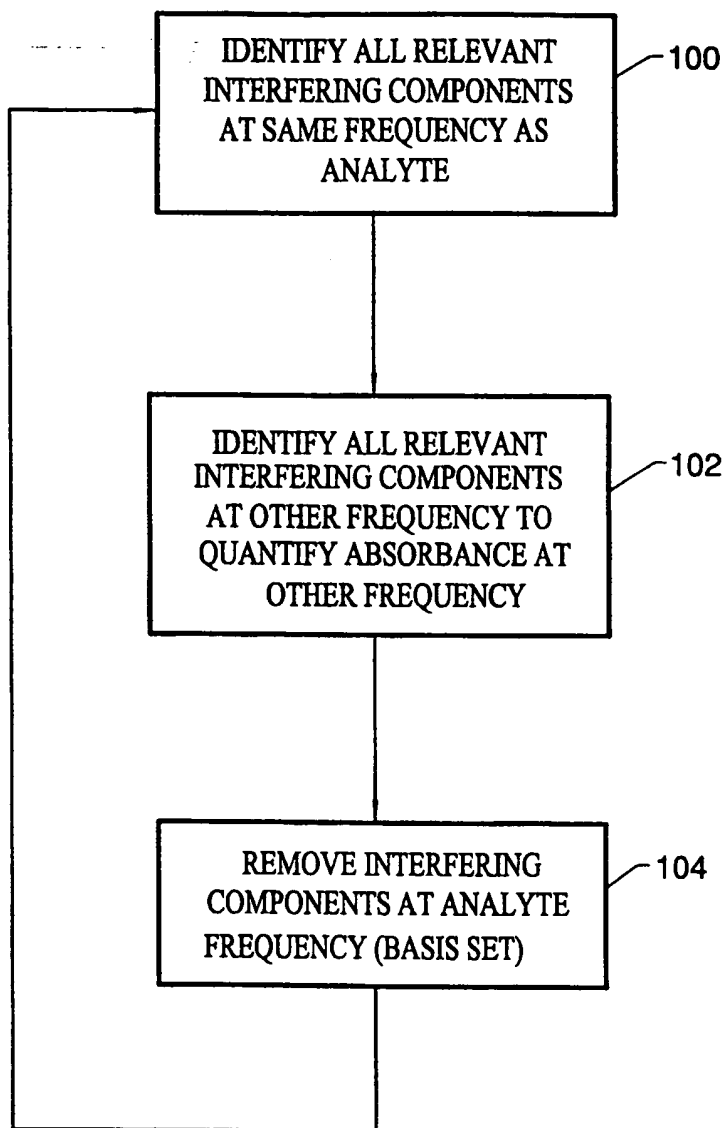 IDENTIFY ALL RELEVANT
INTERFERING COMPONENTS
AT SAME FREQUENCY AS
ANALYTE
100
IDENTIFY ALL RELEVANT
INTERFERING COMPONENTS
AT OTHER FREQUENCY TO
QUANTIFY ABSORBANCE AT
OTHER FREQUENCY
102
REMOVE INTERFERING
COMPONENTS AT ANALYTE
FREQUENCY (BASIS SET)
104